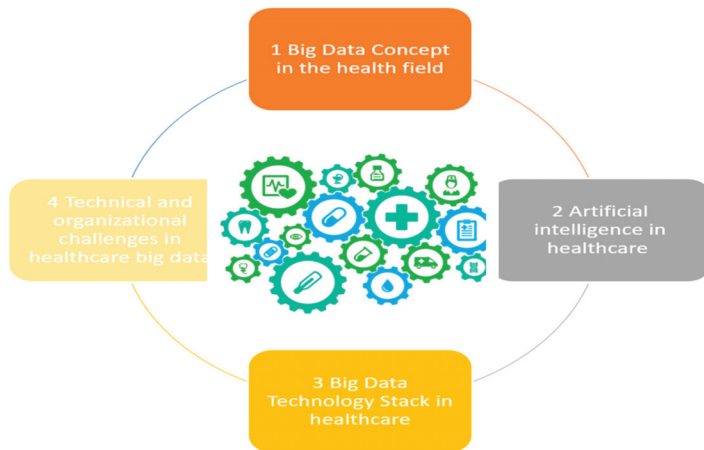 1 Big Data Concept
in the health field
2 Artificial
intelligence in
healthcare
3 Big Data
Technology Stack in
healthcare
4 Technical and
organizational
challenges in
healthcare big data